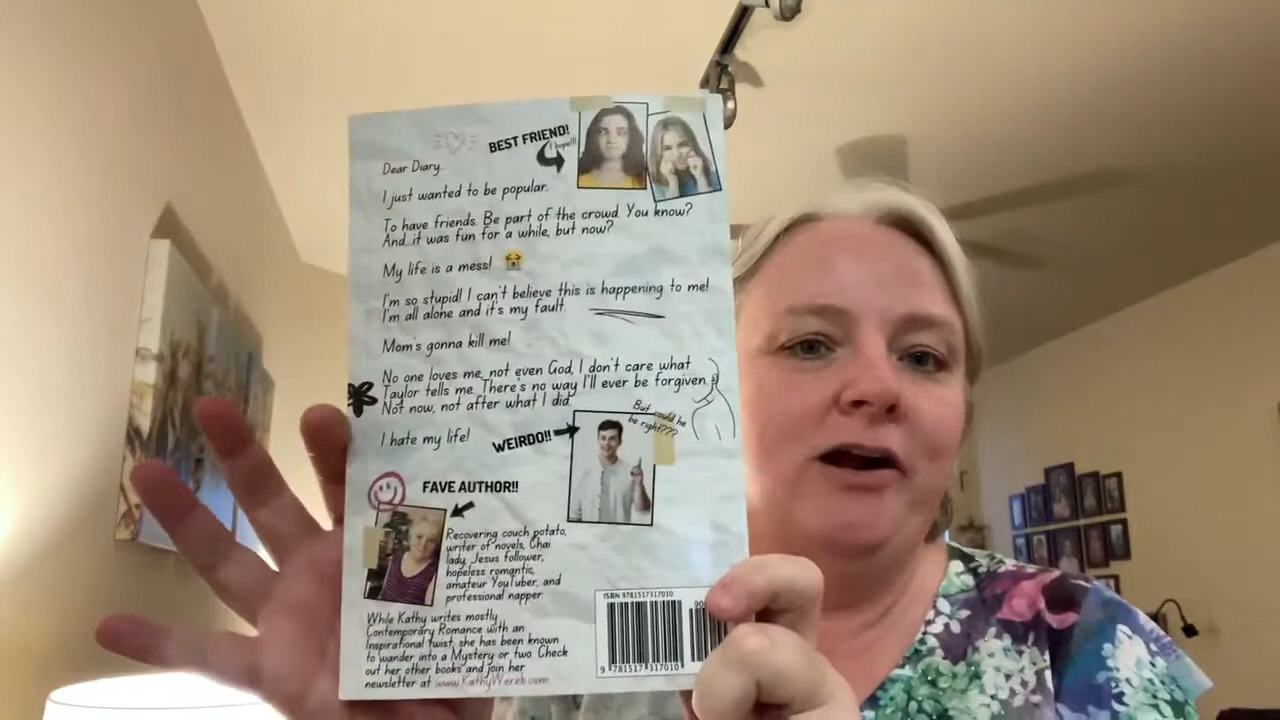 BEST FRIEND!
I hope!!!
Dear Diary...
I just wanted to be popular.
To have friends. Be part of the crowd. You know?
And...it was fun for a while, but now?
My life is a mess!
I'm so stupid! I can't believe this is happening to me!
I'm all alone and it's my fault.
Mom's gonna kill me!
No one loves me, not even God, I don't care what
Taylor tells me. There's no way I'll ever be forgiven.
Not now, not after what I did.
But could he
be right???
I hate my life!
WEIRDO!!
FAVE AUTHOR!!
Recovering couch potato,
writer of novels, Chai
lady, Jesus follower,
hopeless romantic,
amateur YouTuber, and
professional napper
While Kathy writes mostly
Contemporary Romance with an
Inspirational twist, she has been known
to wander into a Mystery or two. Check
out her other books and join her
newsletter at www.KathyWereb.com
ISBN 9781517317010
90
9 781517 317010